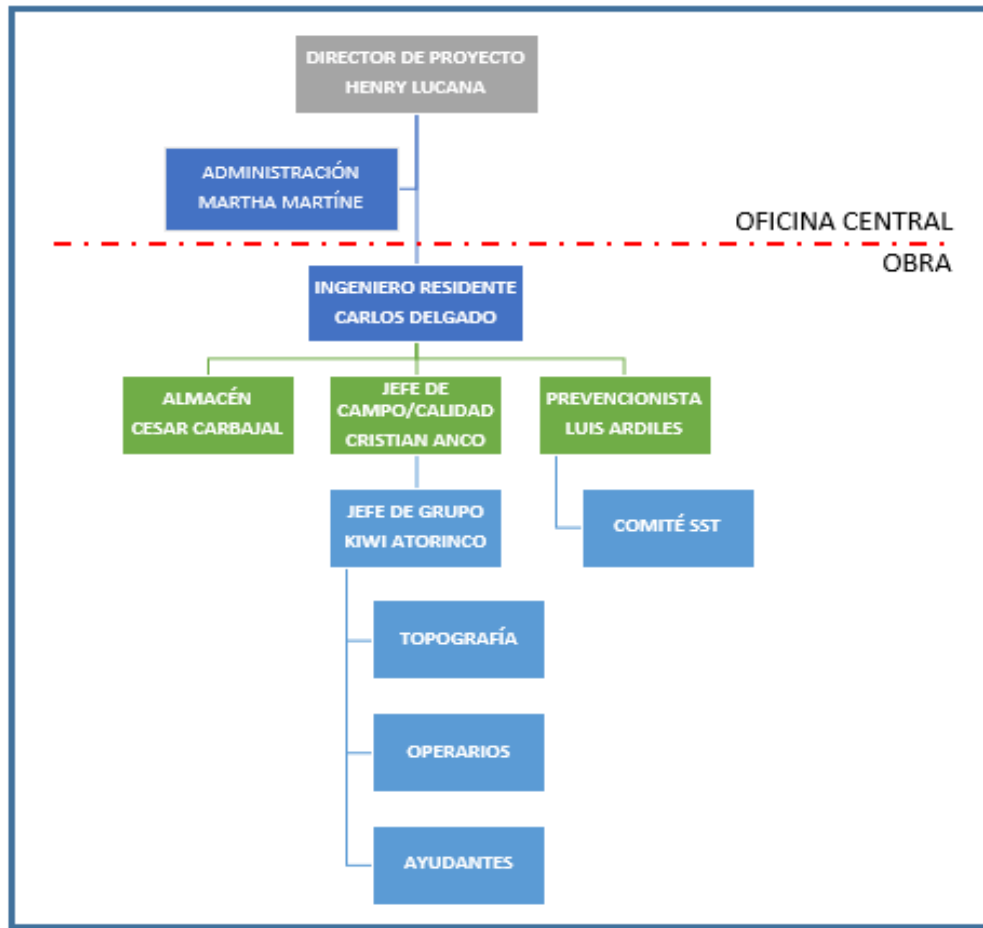 DIRECTOR DE PROYECTO
HENRY LUCANA
ADMINISTRACIÓN
MARTHA MARTÍNE
OFICINA CENTRAL
OBRA
INGENIERO RESIDENTE
CARLOS DELGADO
ALMACÉN
CESAR CARBAJAL
JEFE DE
CAMPO/CALIDAD
CRISTIAN ANCO
PREVENCIONISTA
LUIS ARDILES
JEFE DE GRUPO
KIWI ATORINCO
COMITÉ SST
TOPOGRAFÍA
OPERARIOS
AYUDANTES